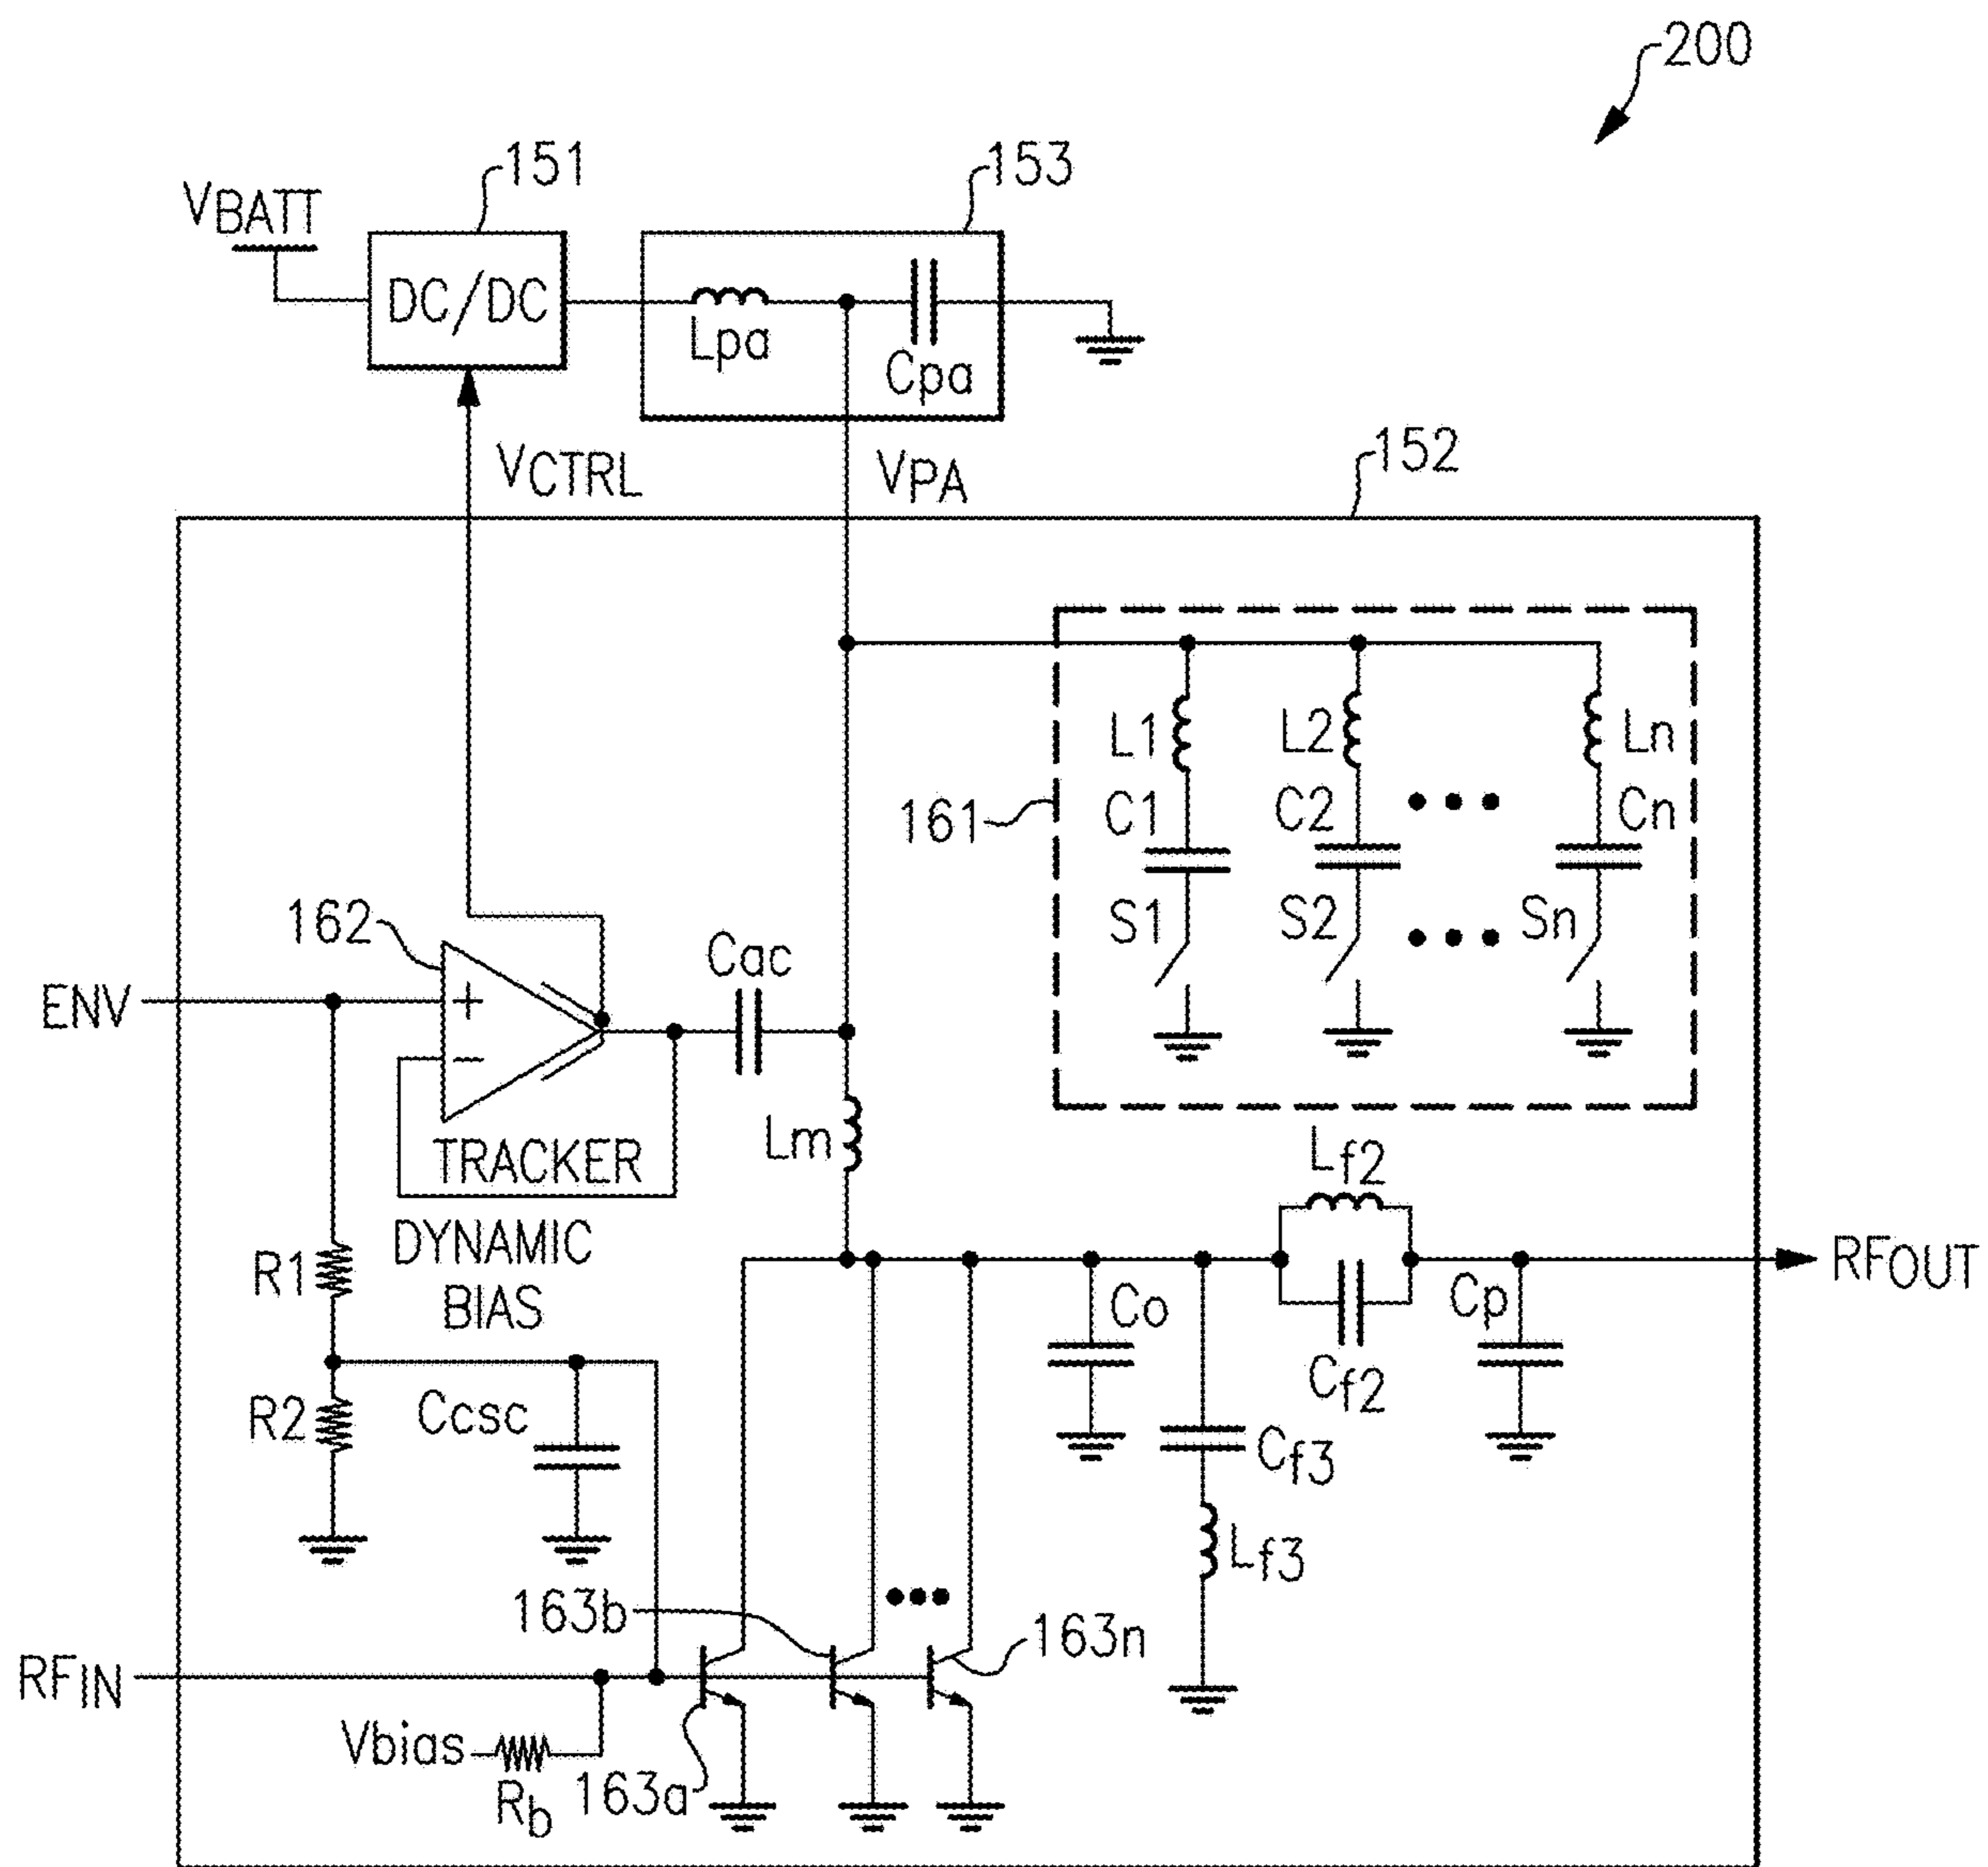 200
151
153
VBATT
DC/DC
Lpa
Cpa
VCTRL
VPA
152
L1
L2
Ln
161
C1
C2
Cn
S1
S2
Sn
162
Cac
ENV
+
−
TRACKER
Lm
Lf2
DYNAMIC
BIAS
R1
RFOUT
Co
Cp
Cf2
R2
Ccsc
Cf3
Lf3
163b
163n
RFIN
Vbias
Rb
163a